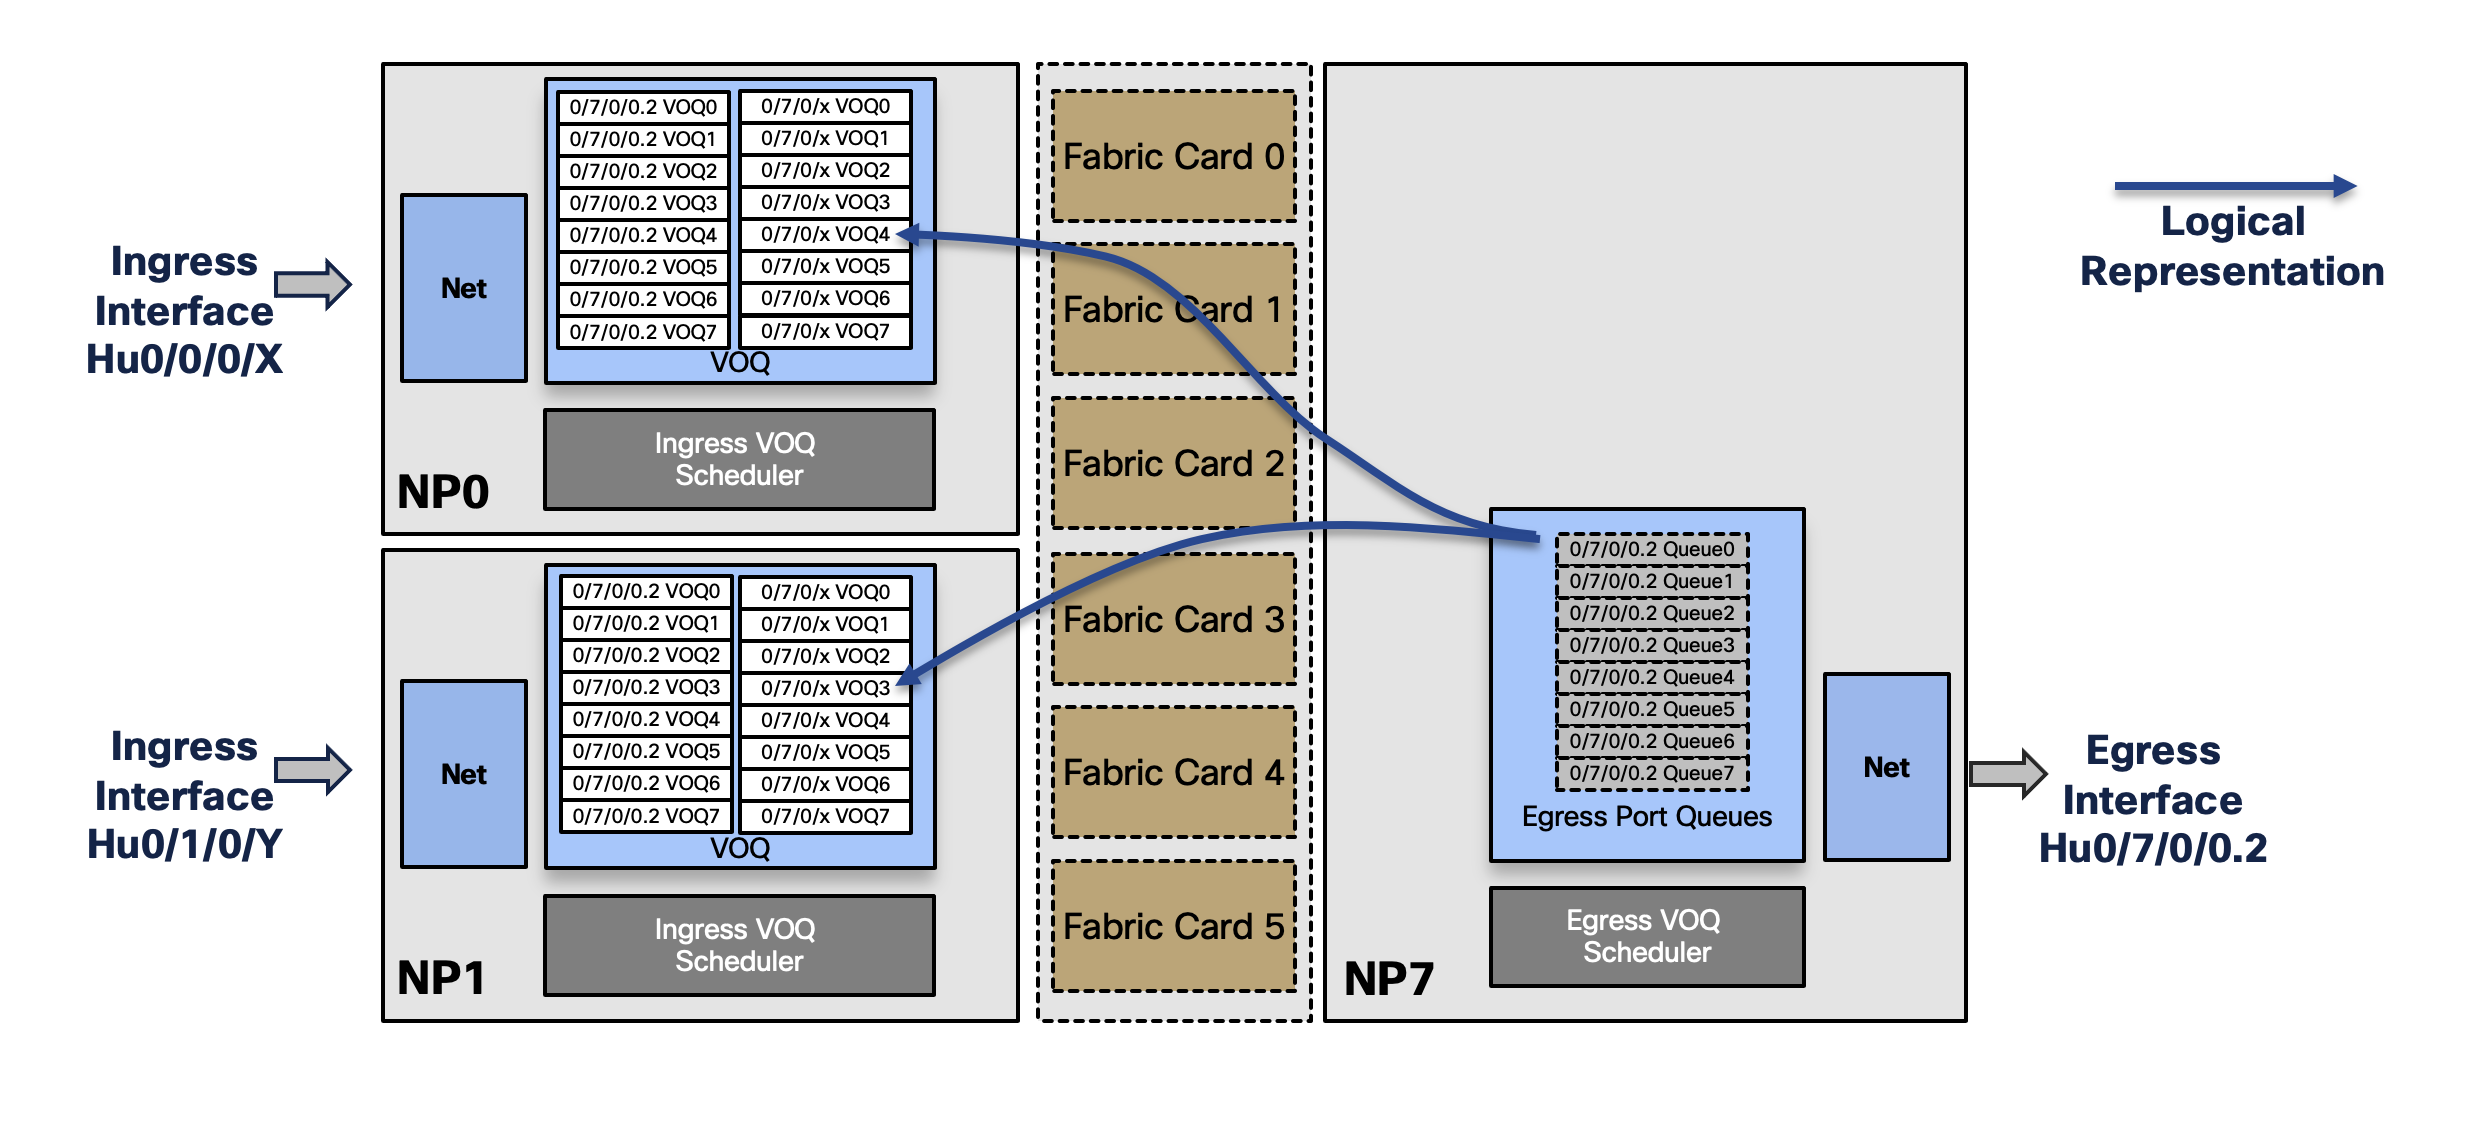 Ingress
Interface
Hu0/0/0/X
Net
0/7/0/0.2 VOQ0
0/7/0/0.2 VOQ1
0/7/0/0.2 VOQ2
0/7/0/0.2 VOQ3
0/7/0/0.2 VOQ4
0/7/0/0.2 VOQ5
0/7/0/0.2 VOQ6
0/7/0/0.2 VOQ7
0/7/0/x VOQ0
0/7/0/x VOQ1
0/7/0/x VOQ2
0/7/0/x VOQ3
0/7/0/x VOQ4
0/7/0/x VOQ5
0/7/0/x VOQ6
0/7/0/x VOQ7
VOQ
Ingress VOQ
Scheduler
NP0
Ingress
Interface
Hu0/1/0/Y
Net
0/7/0/0.2 VOQ0
0/7/0/0.2 VOQ1
0/7/0/0.2 VOQ2
0/7/0/0.2 VOQ3
0/7/0/0.2 VOQ4
0/7/0/0.2 VOQ5
0/7/0/0.2 VOQ6
0/7/0/0.2 VOQ7
0/7/0/x VOQ0
0/7/0/x VOQ1
0/7/0/x VOQ2
0/7/0/x VOQ3
0/7/0/x VOQ4
0/7/0/x VOQ5
0/7/0/x VOQ6
0/7/0/x VOQ7
VOQ
Ingress VOQ
Scheduler
NP1
Fabric Card 0
Fabric Card 1
Fabric Card 2
Fabric Card 3
Fabric Card 4
Fabric Card 5
0/7/0/0.2 Queue0
0/7/0/0.2 Queue1
0/7/0/0.2 Queue2
0/7/0/0.2 Queue3
0/7/0/0.2 Queue4
0/7/0/0.2 Queue5
0/7/0/0.2 Queue6
0/7/0/0.2 Queue7
Egress Port Queues
Egress VOQ
Scheduler
NP7
Net
Logical
Representation
Egress
Interface
Hu0/7/0/0.2